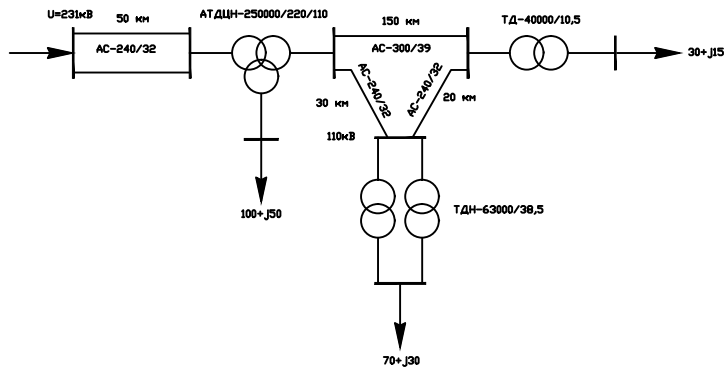 U=231кВ
50 км
АС-240/32
АТДЦН-250000/220/110
150 км
АС-300/39
ТД-40000/10,5
30+j15
30 км
АС-240/32
АС-240/32
20 км
110кВ
100+j50
ТДН-63000/38,5
70+j30